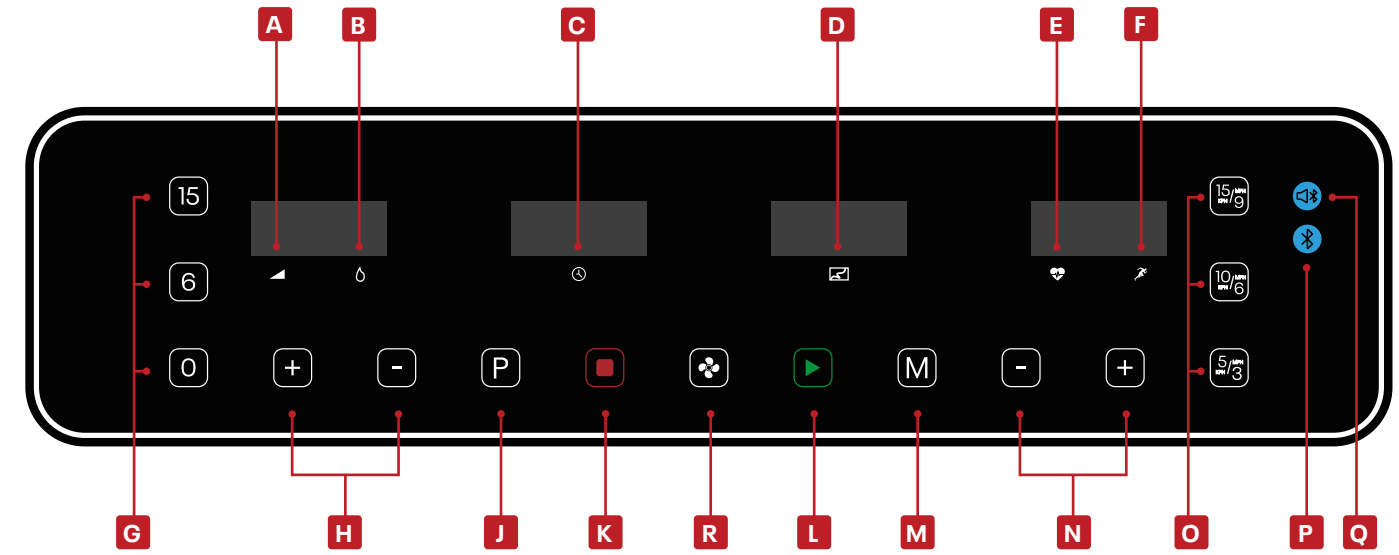 A B C D E F
15
15/9 KPH MPH
6
10/6 KPH MPH
0 + - P M - + 5/3 KPH MPH
G H J K R L M N O P Q